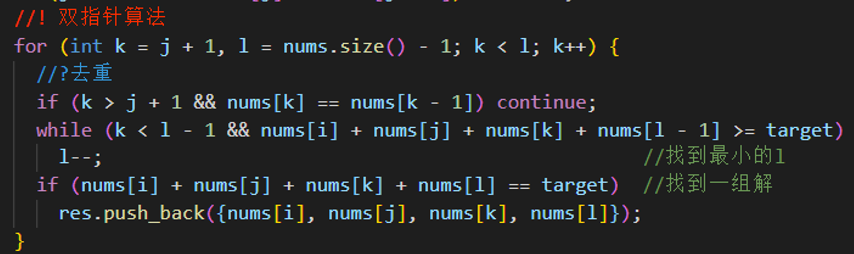 //! 双指针算法
for (int k = j + 1, l = nums.size() - 1; k < l; k++) {
//?去重
if (k > j + 1 && nums[k] == nums[k - 1]) continue;
while (k < l - 1 && nums[i] + nums[j] + nums[k] + nums[l - 1] >= target)
l--; //找到最小的l
if (nums[i] + nums[j] + nums[k] + nums[l] == target) //找到一组解
res.push_back({nums[i], nums[j], nums[k], nums[l]});
}